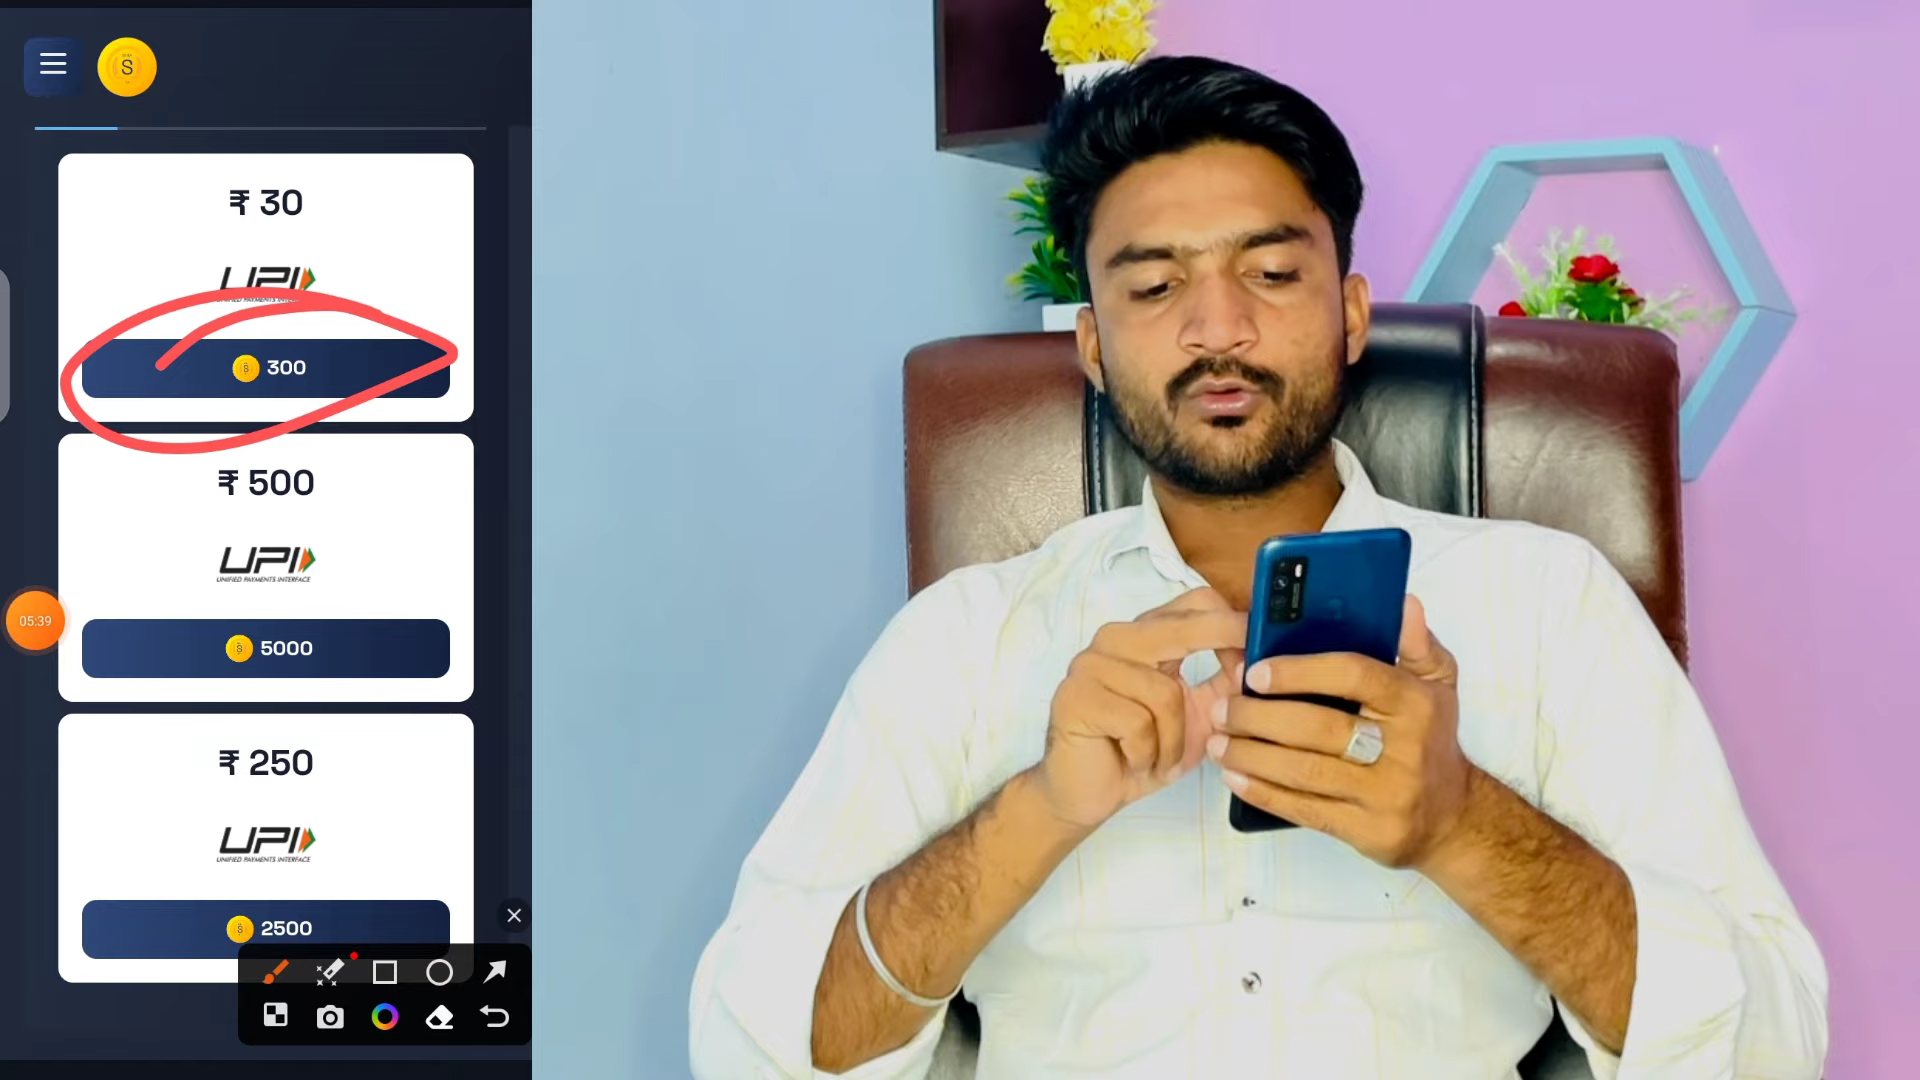 S
₹ 30
UPI
300
₹ 500
UPI
UNIFIED PAYMENTS INTERFACE
5000
05:39
₹ 250
UPI
UNIFIED PAYMENTS INTERFACE
2500